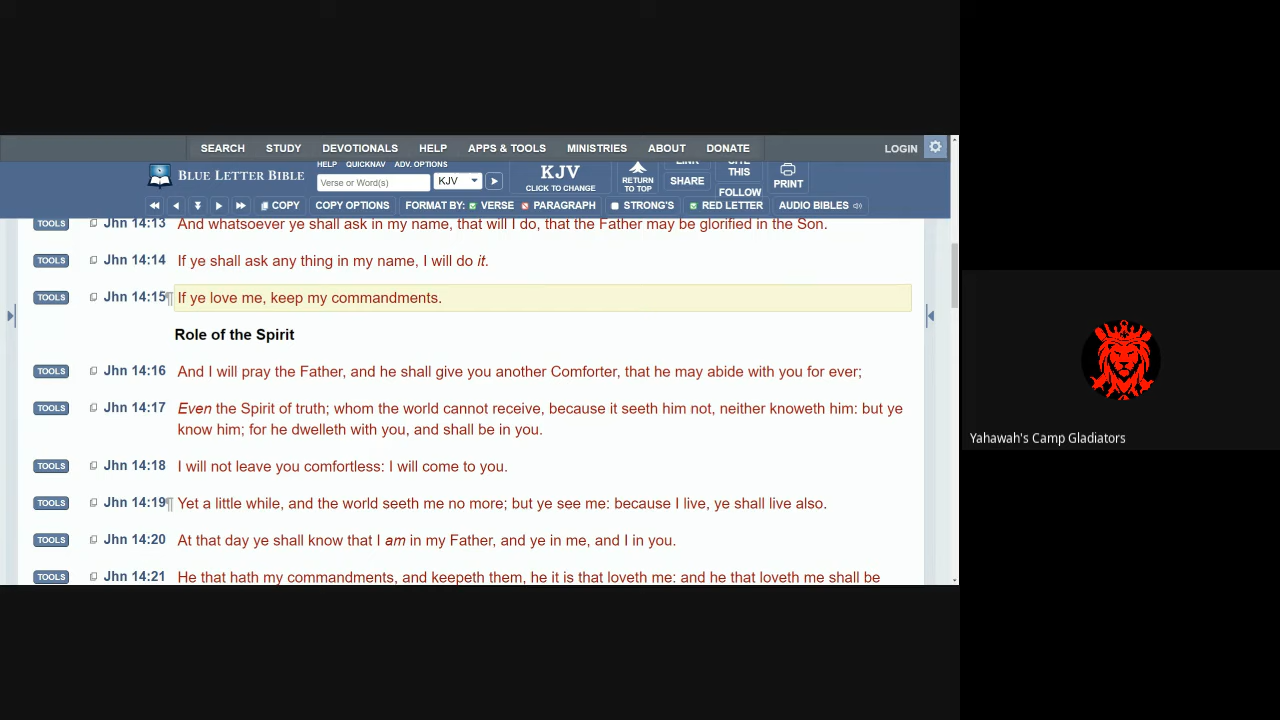 SEARCH STUDY DEVOTIONALS HELP APPS & TOOLS MINISTRIES ABOUT DONATE LOGIN
BLUE LETTER BIBLE
HELP QUICKNAV ADV. OPTIONS
Verse or Word(s) KJV
KJV
CLICK TO CHANGE
RETURN
TO TOP
LINK
SHARE
CITE
THIS
FOLLOW
PRINT
COPY COPY OPTIONS FORMAT BY: VERSE PARAGRAPH STRONG'S RED LETTER AUDIO BIBLES
TOOLS Jhn 14:13 And whatsoever ye shall ask in my name, that will I do, that the Father may be glorified in the Son.
TOOLS Jhn 14:14 If ye shall ask any thing in my name, I will do it.
TOOLS Jhn 14:15 ¶ If ye love me, keep my commandments.
Role of the Spirit
TOOLS Jhn 14:16 And I will pray the Father, and he shall give you another Comforter, that he may abide with you for ever;
TOOLS Jhn 14:17 Even the Spirit of truth; whom the world cannot receive, because it seeth him not, neither knoweth him: but ye
know him; for he dwelleth with you, and shall be in you.
TOOLS Jhn 14:18 I will not leave you comfortless: I will come to you.
TOOLS Jhn 14:19 ¶ Yet a little while, and the world seeth me no more; but ye see me: because I live, ye shall live also.
TOOLS Jhn 14:20 At that day ye shall know that I am in my Father, and ye in me, and I in you.
TOOLS Jhn 14:21 He that hath my commandments, and keepeth them, he it is that loveth me: and he that loveth me shall be
Yahawah's Camp Gladiators